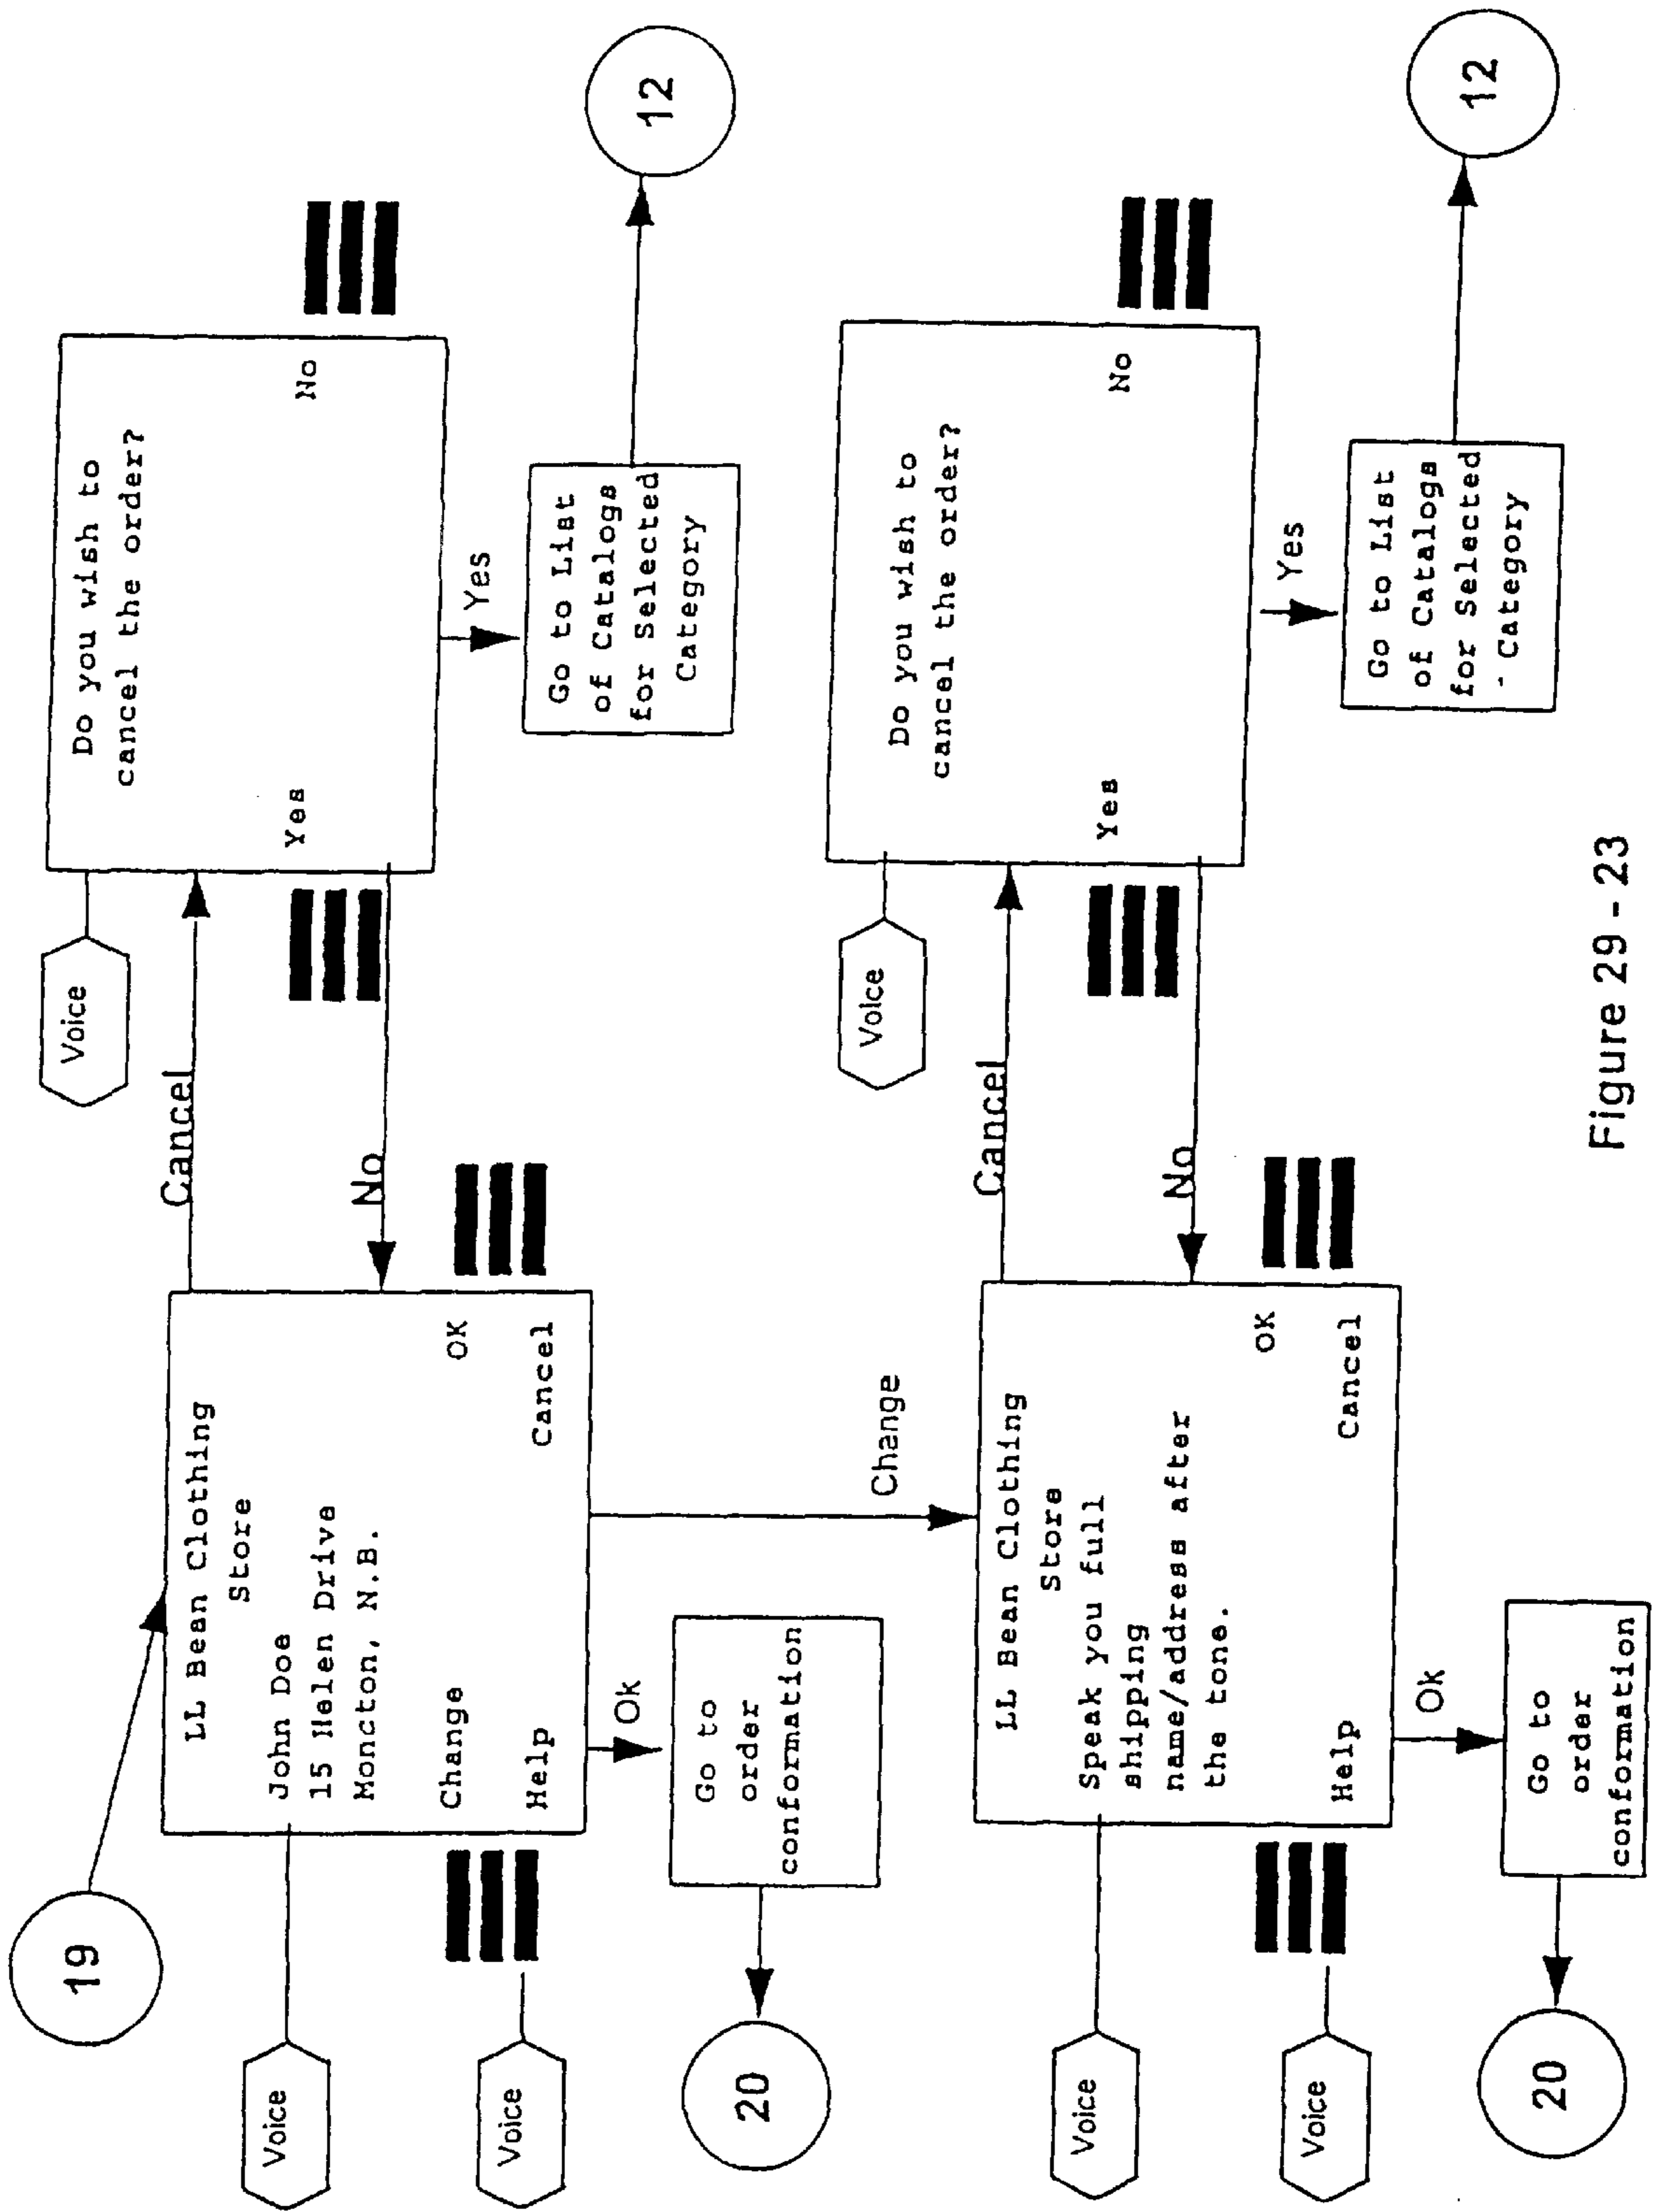 19
LL Bean Clothing
Store
John Doe
15 Helen Drive
Moncton, N.B.
Change
OK
Help
Cancel
Voice
Voice
Cancel
No
Voice
Do you wish to
cancel the order?
Yes
No
Yes
Go to List
of Catalogs
for Selected
Category
12
Ok
Go to
order
conformation
20
Change
LL Bean Clothing
Store
Speak you full
shipping
name/address after
the tone.
OK
Help
Cancel
Voice
Voice
Cancel
No
Voice
Do you wish to
cancel the order?
Yes
No
Yes
Go to List
of Catalogs
for Selected
Category
12
Ok
Go to
order
conformation
20
Figure 29 - 23